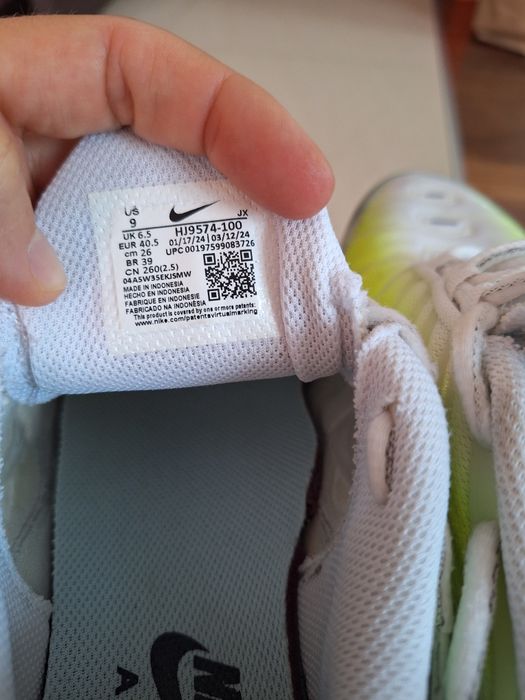 US
9
JX
UK 6.5
HJ9574-100
EUR 40.5
01/17/24 | 03/12/24
cm 26
UPC 00197599083726
BR 39
CN 260(2.5)
04A5W35EKJSMW
MADE IN INDONESIA
HECHO EN INDONESIA
FABRIQUE EN INDONESIE
FABRICADO NA INDONÉSIA
This product is covered by one or more patents:
www.nike.com/patentsvirtualmarking